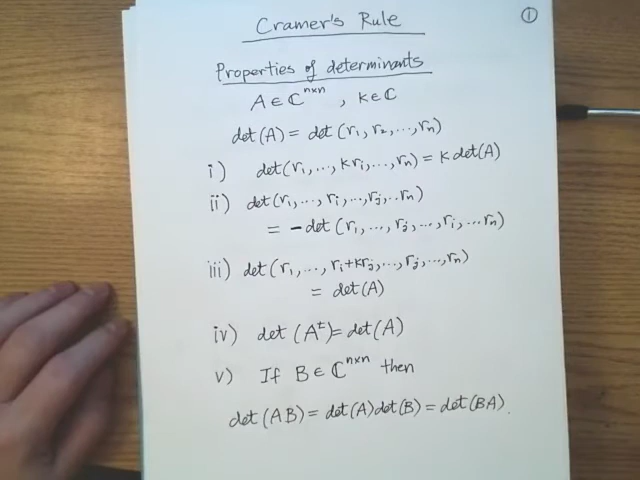 Cramer's Rule
①
Properties of determinants
A ∈ ℂⁿˣⁿ , k ∈ ℂ
det(A) = det(r₁, r₂, ..., rₙ)
i) det(r₁, ..., krᵢ, ..., rₙ) = k det(A)
ii) det(r₁, ..., rᵢ, ..., rⱼ, .. rₙ)
= -det(r₁, ..., rⱼ, ..., rᵢ, ... rₙ)
iii) det(r₁, ..., rᵢ+krⱼ, ..., rⱼ, ..., rₙ)
= det(A)
iv) det(Aᵗ) = det(A)
v) If B ∈ ℂⁿˣⁿ then
det(AB) = det(A)det(B) = det(BA).